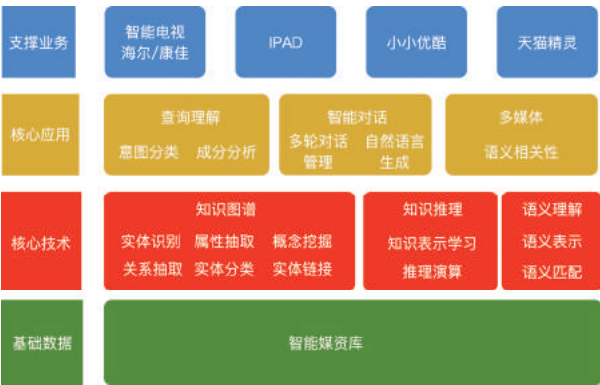 支撑业务
智能电视
海尔/康佳
IPAD
小小优酷
天猫精灵
核心应用
查询理解
意图分类 成分分析
智能对话
多轮对话 自然语言
管理 生成
多媒体
语义相关性
核心技术
知识图谱
实体识别 属性抽取 概念挖掘
关系抽取 实体分类 实体链接
知识推理
知识表示学习
推理演算
语义理解
语义表示
语义匹配
基础数据
智能媒资库